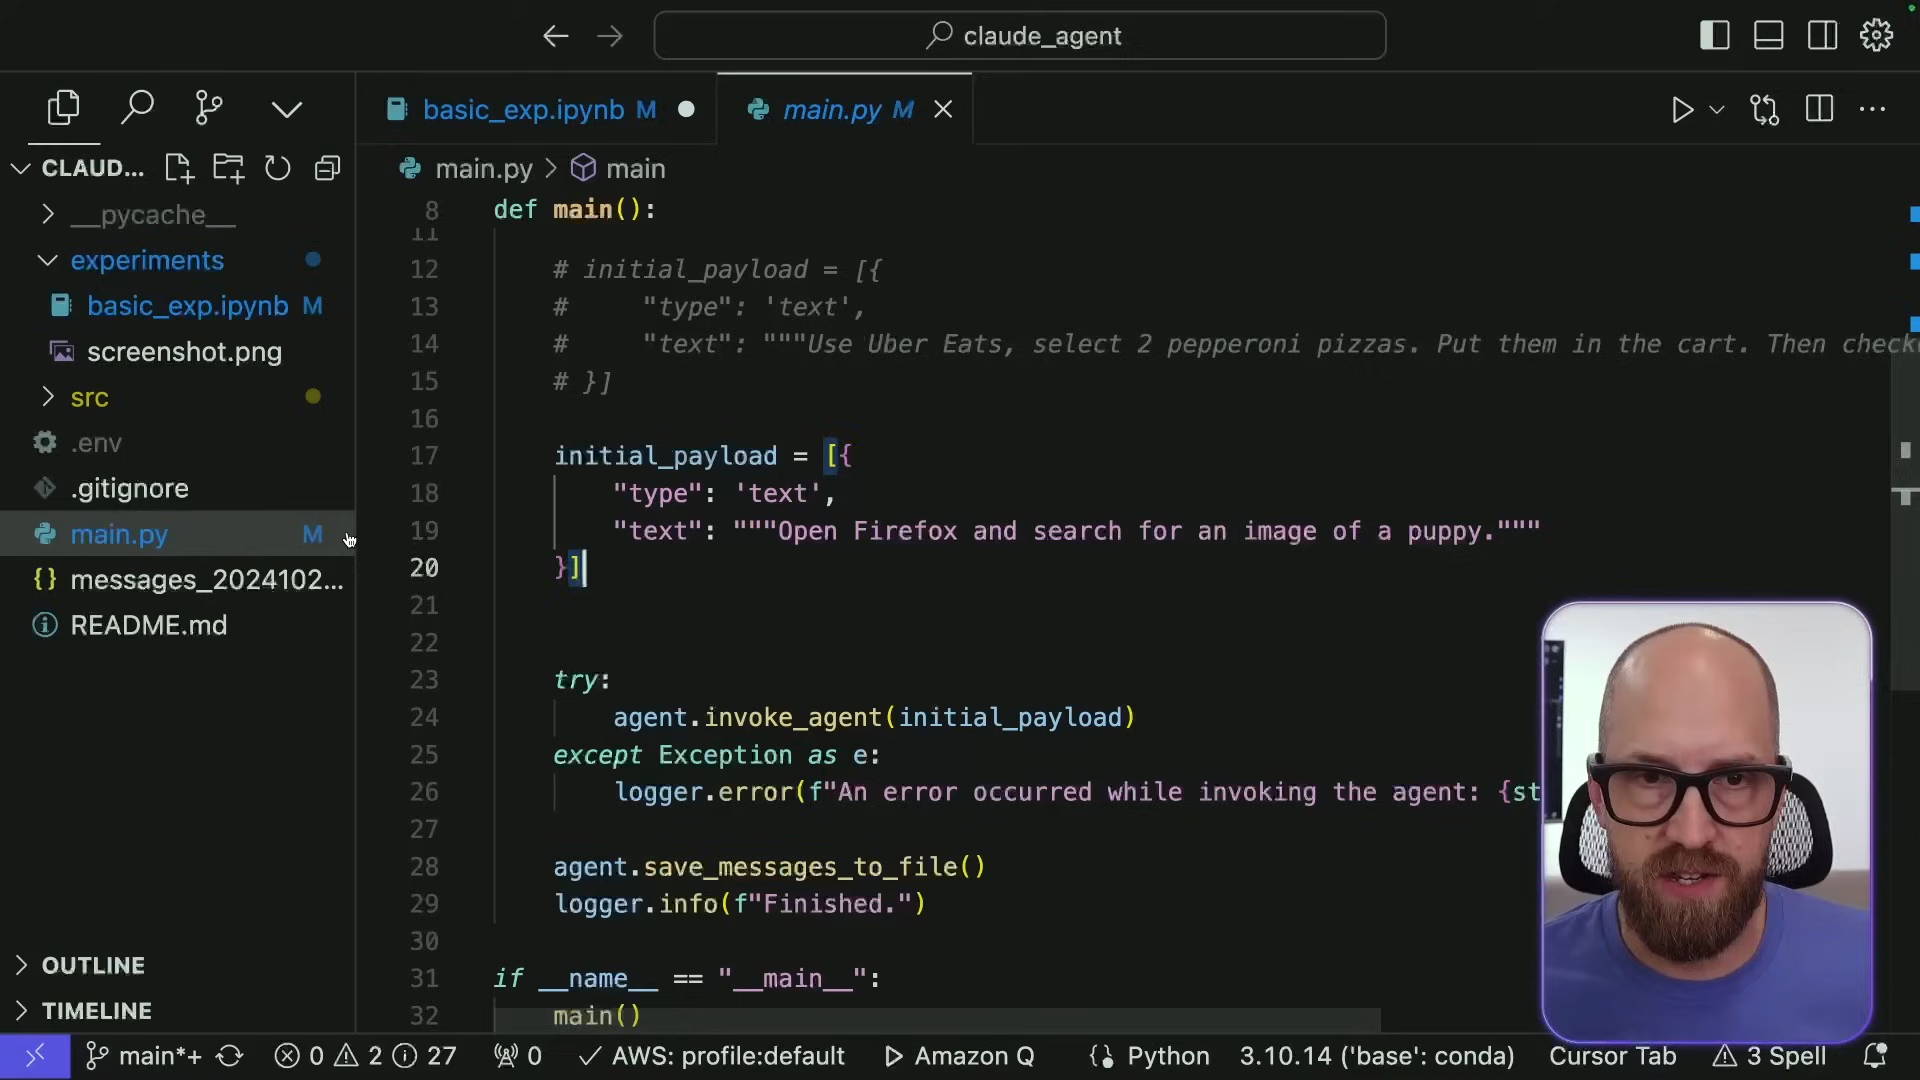 claude_agent
basic_exp.ipynb M
main.py M
CLAUD...
main.py > main
__pycache__
experiments
basic_exp.ipynb M
screenshot.png
src
.env
.gitignore
main.py M
messages_2024102...
README.md
OUTLINE
TIMELINE
8 def main():
11
12 # initial_payload = [{
13 #     "type": 'text',
14 #     "text": """Use Uber Eats, select 2 pepperoni pizzas. Put them in the cart. Then check
15 # }]
16
17 initial_payload = [{
18 "type": 'text',
19 "text": """Open Firefox and search for an image of a puppy."""
20 }]
21
22
23 try:
24 agent.invoke_agent(initial_payload)
25 except Exception as e:
26 logger.error(f"An error occurred while invoking the agent: {st
27
28 agent.save_messages_to_file()
29 logger.info(f"Finished.")
30
31 if __name__ == "__main__":
32 main()
main*+ 0 2 27 0 AWS: profile:default Amazon Q Python 3.10.14 ('base': conda) Cursor Tab 3 Spell